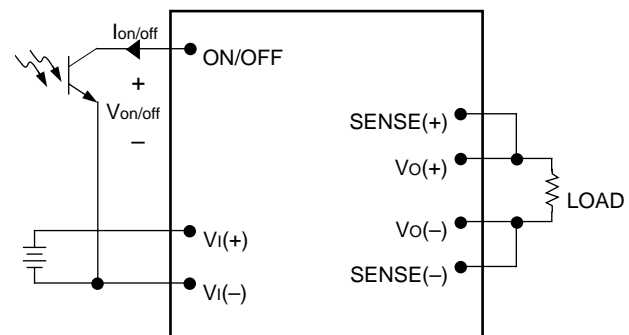 Ion/off
ON/OFF
+
Von/off
–
SENSE(+)
VO(+)
LOAD
VO(–)
VI(+)
SENSE(–)
VI(–)